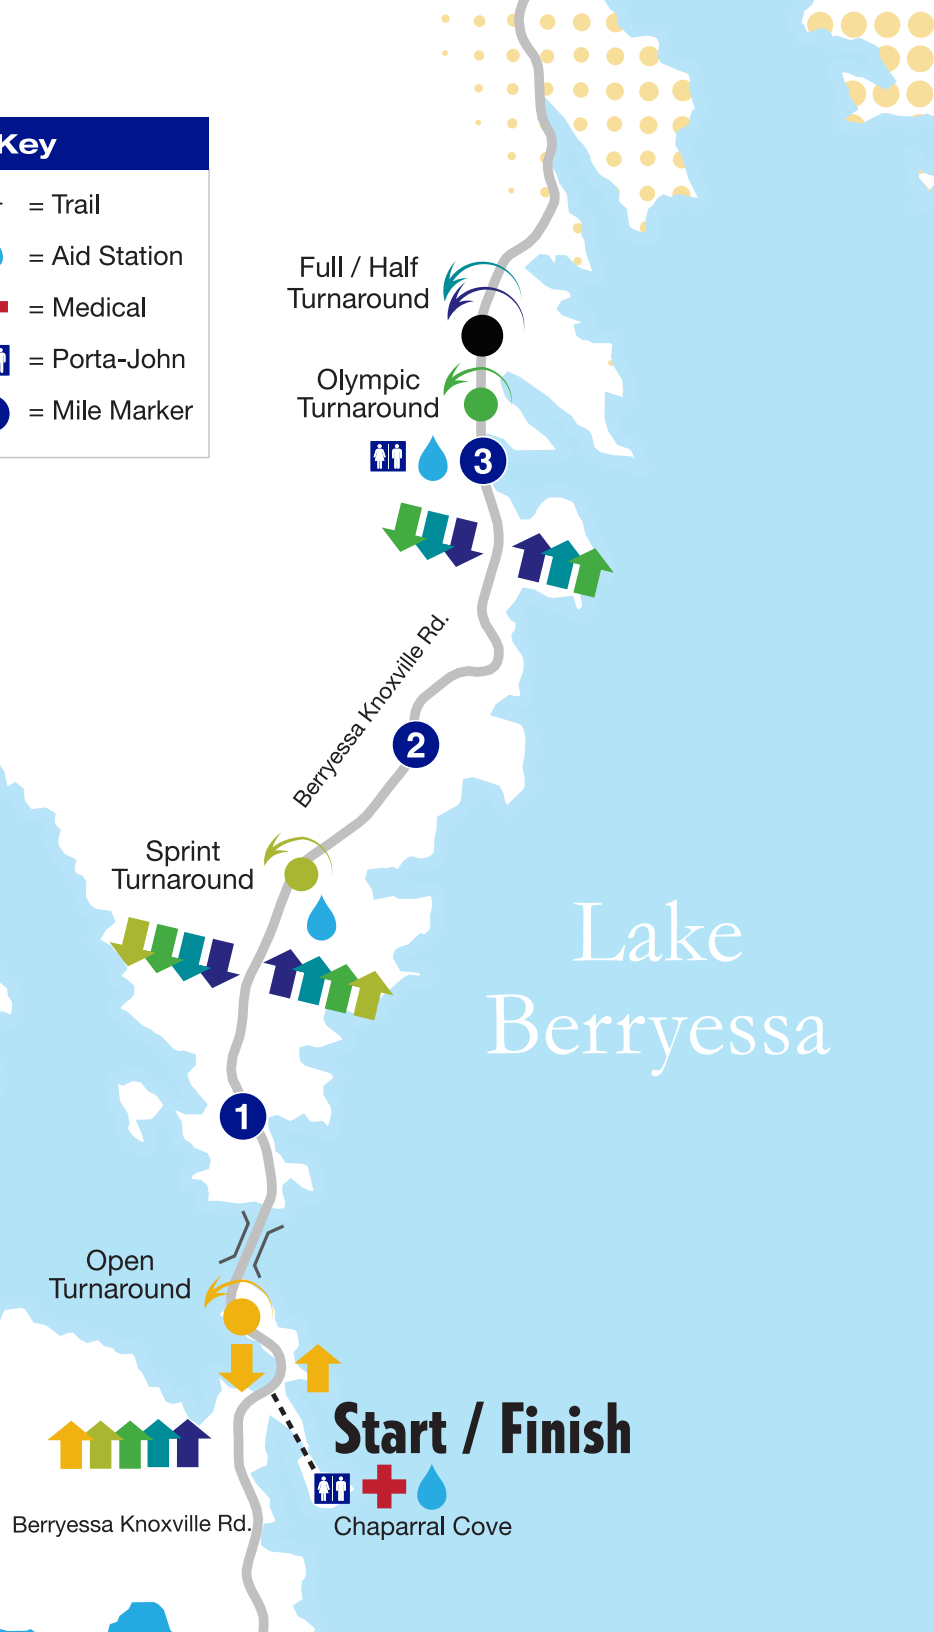 Key
= Trail
= Aid Station
= Medical
= Porta-John
= Mile Marker
Full / Half
Turnaround
Olympic
Turnaround
3
Berryessa Knoxville Rd.
2
Sprint
Turnaround
Lake
Berryessa
1
Open
Turnaround
Start / Finish
Berryessa Knoxville Rd.
Chaparral Cove